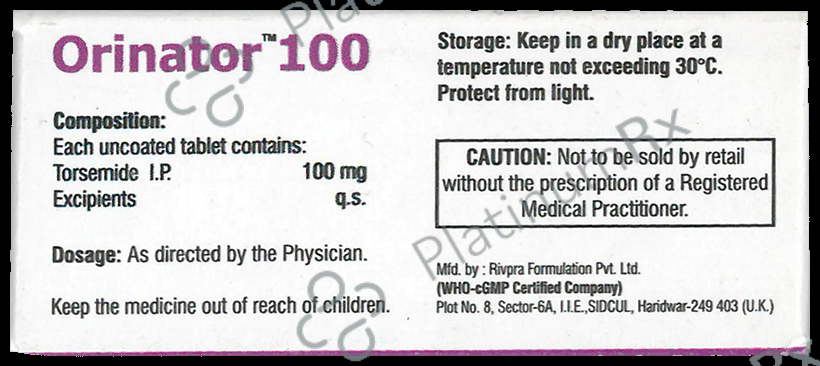 Orinator™100
Composition:
Each uncoated tablet contains:
Torsemide I.P. 100 mg
Excipients q.s.
Dosage: As directed by the Physician.
Keep the medicine out of reach of children.
Storage: Keep in a dry place at a
temperature not exceeding 30°C.
Protect from light.
CAUTION: Not to be sold by retail
without the prescription of a Registered
Medical Practitioner.
Mfd. by : Rivpra Formulation Pvt. Ltd.
(WHO-cGMP Certified Company)
Plot No. 8, Sector-6A, I.I.E.,SIDCUL, Haridwar-249 403 (U.K.)
PlatinumRx